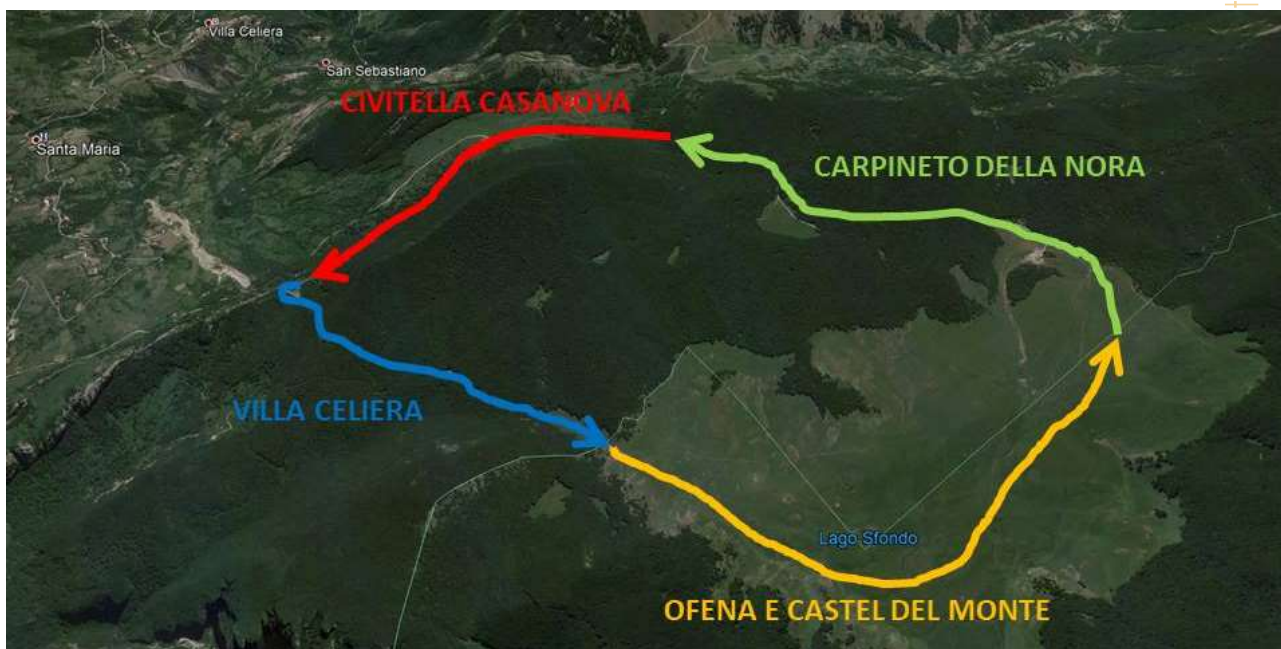 Villa Celiera
San Sebastiano
CIVITELLA CASANOVA
Santa Maria
CARPINETO DELLA NORA
VILLA CELIERA
Lago Sfondo
OFENA E CASTEL DEL MONTE